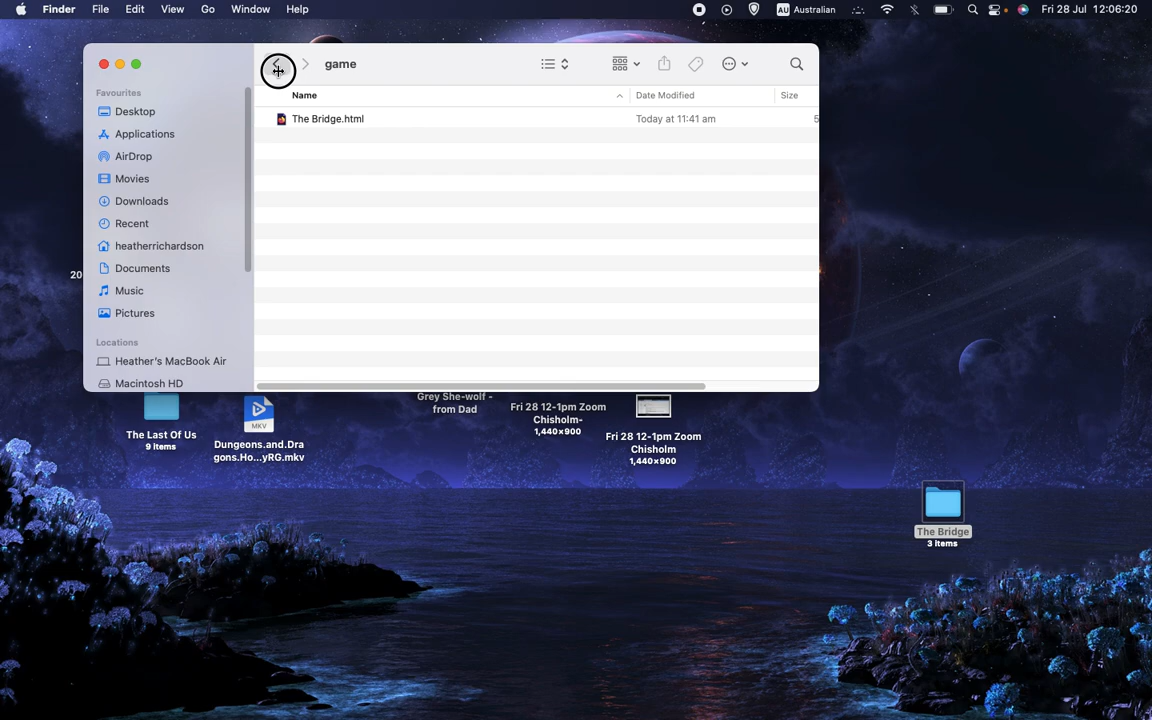 Finder File Edit View Go Window Help AU Australian Fri 28 Jul 12:06:20
game
Favourites
Desktop
Applications
AirDrop
Movies
Downloads
Recent
heatherrichardson
Documents
Music
Pictures
Locations
Heather's MacBook Air
Macintosh HD
Name Date Modified Size
The Bridge.html Today at 11:41 am 5
20
The Last Of Us
9 items
MKV
Dungeons.and.Dra
gons.Ho...yRG.mkv
Grey She-wolf -
from Dad
Fri 28 12-1pm Zoom
Chisholm-
1,440×900
Fri 28 12-1pm Zoom
Chisholm
1,440×900
The Bridge
3 items